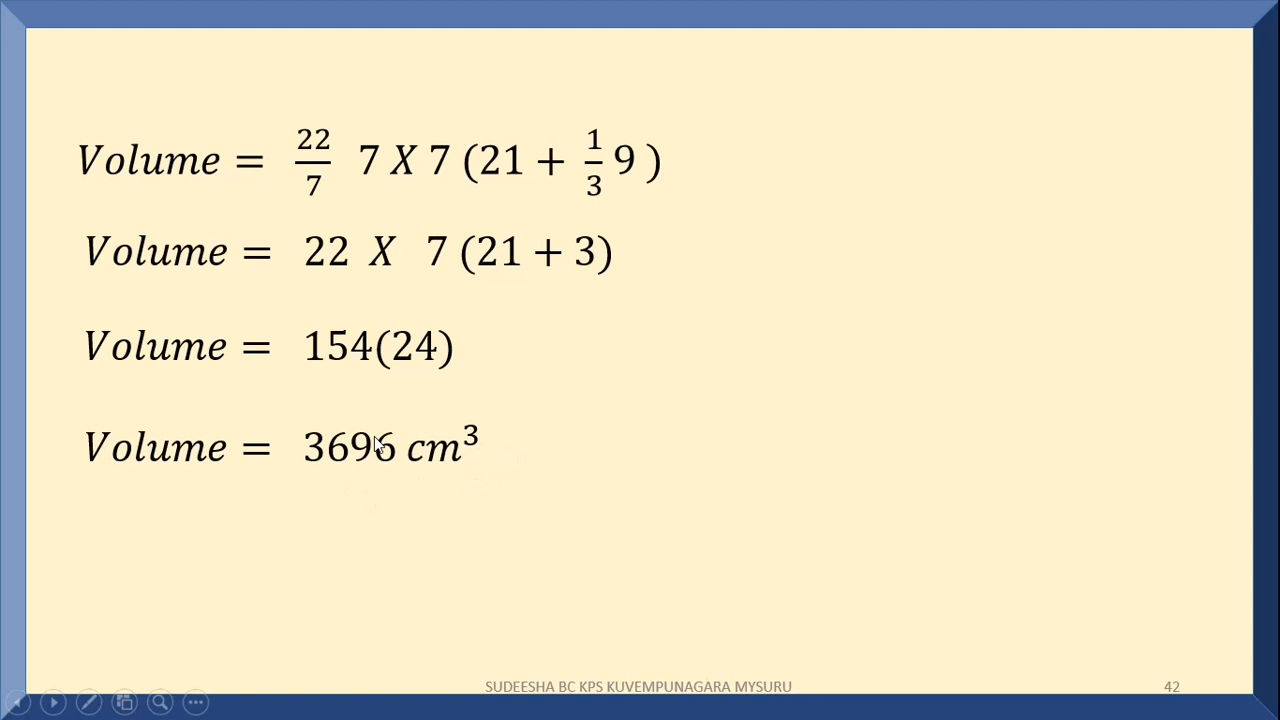 Volume = 22/7 7 X 7 (21 + 1/3 9 )
Volume = 22 X 7 (21 + 3)
Volume = 154(24)
Volume = 3696 cm³
SUDEESHA BC KPS KUVEMPUNAGARA MYSURU 42